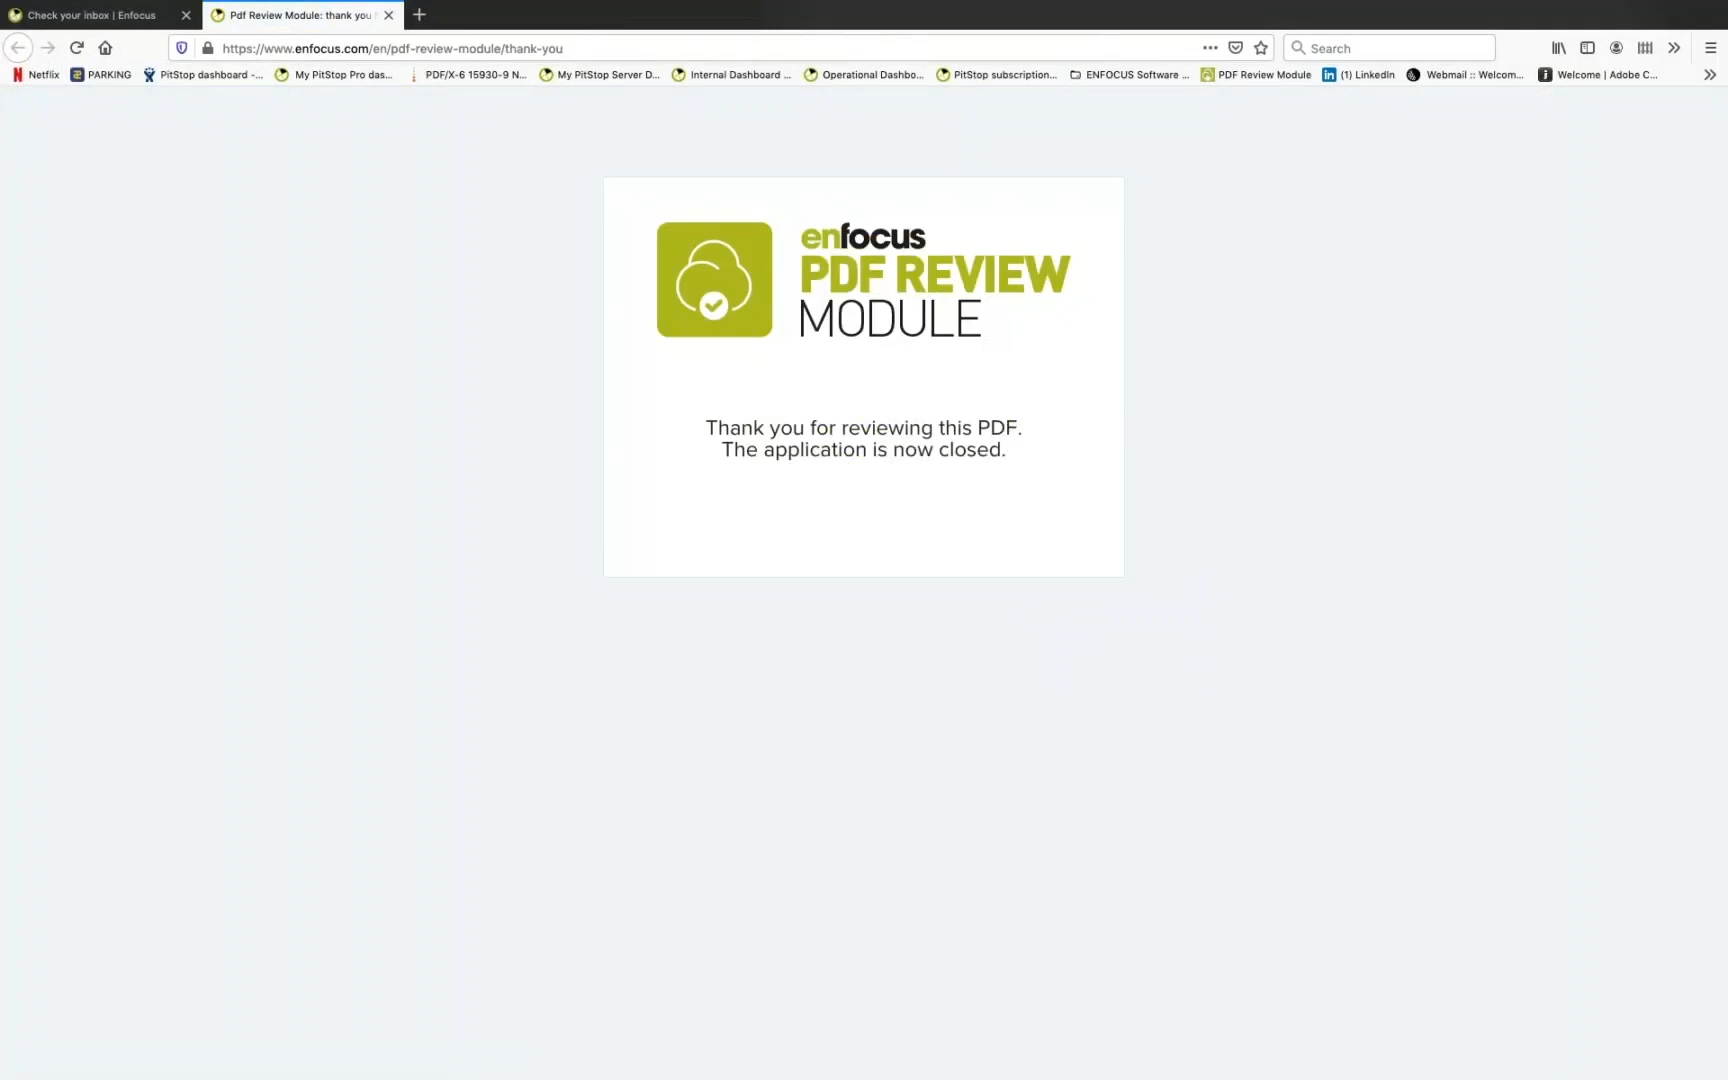 Check your inbox | Enfocus
Pdf Review Module: thank you
https://www.enfocus.com/en/pdf-review-module/thank-you
Search
Netflix PARKING PitStop dashboard -... My PitStop Pro das... PDF/X-6 15930-9 N... My PitStop Server D... Internal Dashboard ... Operational Dashbo... PitStop subscription... ENFOCUS Software ... PDF Review Module (1) LinkedIn Webmail :: Welcom... Welcome | Adobe C...
enfocus
PDF REVIEW
MODULE
Thank you for reviewing this PDF.
The application is now closed.